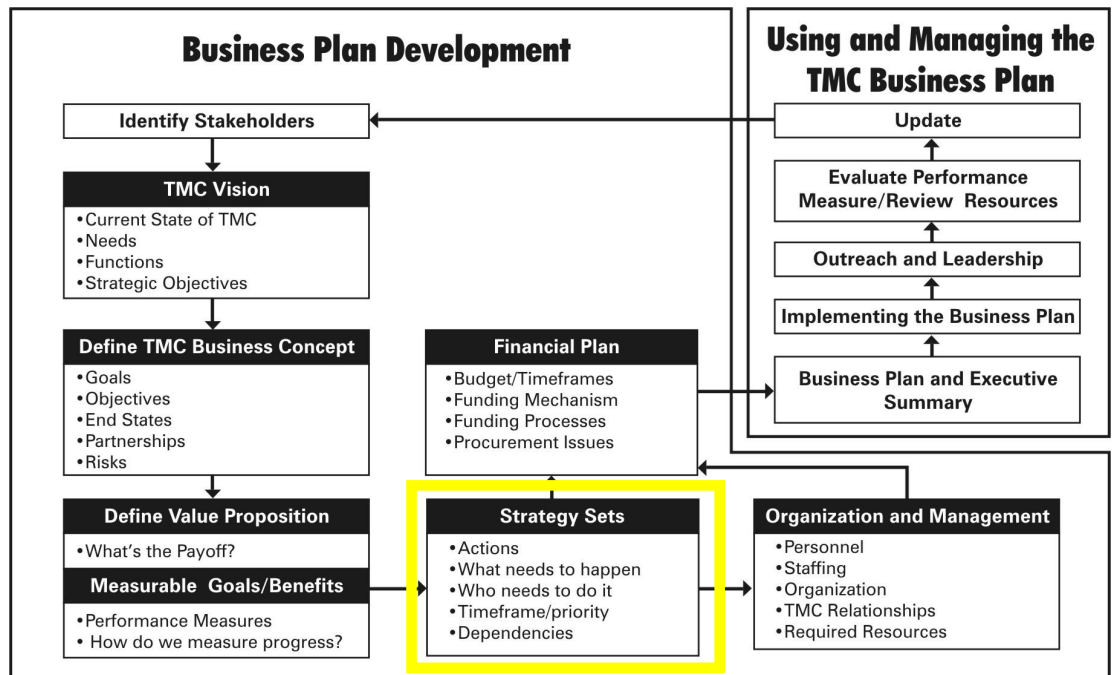 Business Plan Development
Identify Stakeholders
TMC Vision
•Current State of TMC
•Needs
•Functions
•Strategic Objectives
Define TMC Business Concept
•Goals
•Objectives
•End States
•Partnerships
•Risks
Define Value Proposition
•What's the Payoff?
Measurable Goals/Benefits
•Performance Measures
• How do we measure progress?
Financial Plan
•Budget/Timeframes
•Funding Mechanism
•Funding Processes
•Procurement Issues
Strategy Sets
•Actions
•What needs to happen
•Who needs to do it
•Timeframe/priority
•Dependencies
Organization and Management
•Personnel
•Staffing
•Organization
•TMC Relationships
•Required Resources
Using and Managing the
TMC Business Plan
Update
Evaluate Performance
Measure/Review Resources
Outreach and Leadership
Implementing the Business Plan
Business Plan and Executive
Summary